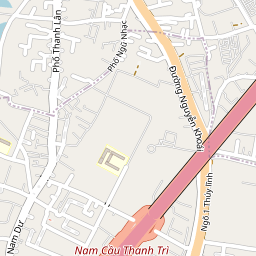 Phố Thanh Lân
Phố Ngũ Nhạc
Đường Nguyễn Khoái
Ngõ 1 Thúy lĩnh
Nam Dư
Nam Cầu Thanh Trì